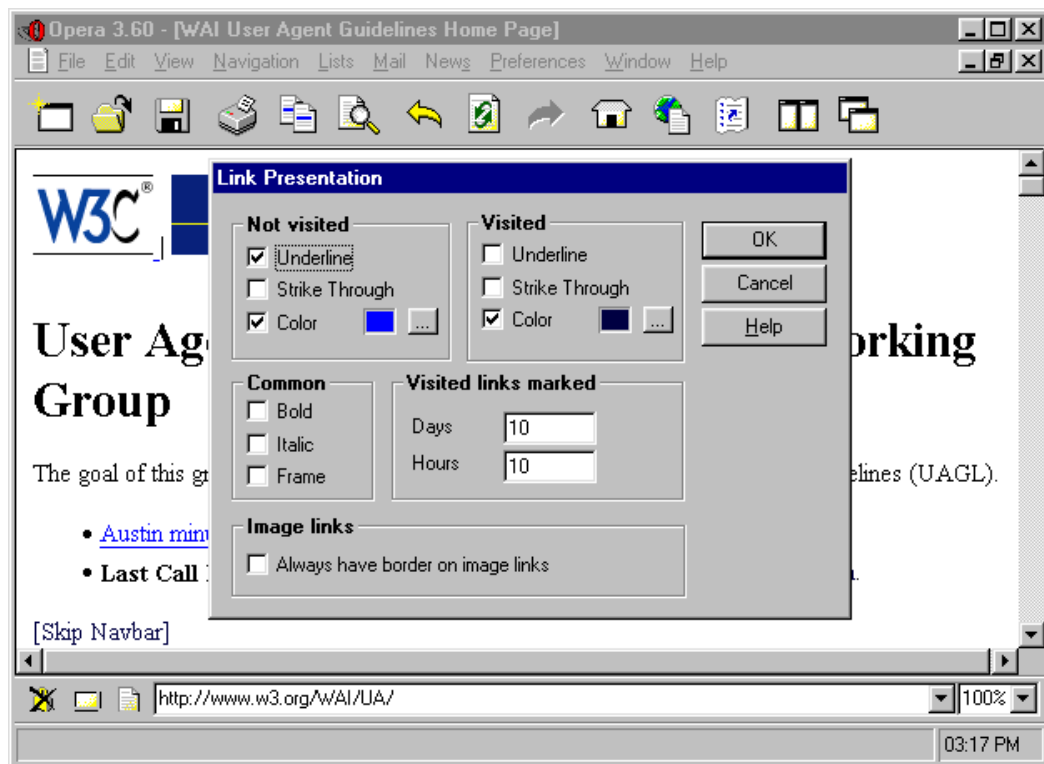 Opera 3.60 - [WAI User Agent Guidelines Home Page]
File Edit View Navigation Lists Mail News Preferences Window Help
W3C®
Link Presentation
Not visited
Underline
Strike Through
Color ...
Visited
Underline
Strike Through
Color ...
OK
Cancel
Help
Common
Bold
Italic
Frame
Visited links marked
Days 10
Hours 10
Image links
Always have border on image links
User Ag orking
Group
The goal of this gr elines (UAGL).
• Austin minu
• Last Call
[Skip Navbar]
http://www.w3.org/WAI/UA/ 100%
03:17 PM